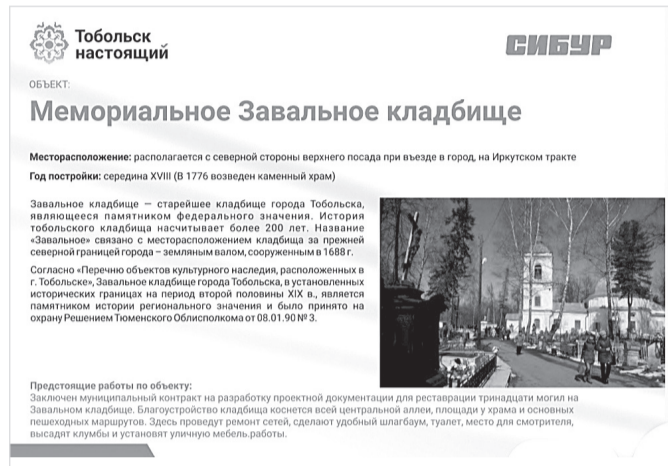 Тобольск
настоящий
СИБУР
ОБЪЕКТ:
Мемориальное Завальное кладбище
Месторасположение: располагается с северной стороны верхнего посада при въезде в город, на Иркутском тракте
Год постройки: середина XVIII (В 1776 возведен каменный храм)
Завальное кладбище — старейшее кладбище города Тобольска,
являющееся памятником федерального значения. История
тобольского кладбища насчитывает более 200 лет. Название
«Завальное» связано с месторасположением кладбища за прежней
северной границей города – земляным валом, сооруженным в 1688 г.
Согласно «Перечню объектов культурного наследия, расположенных в
г. Тобольске», Завальное кладбище города Тобольска, в установленных
исторических границах на период второй половины XIX в., является
памятником истории регионального значения и было принято на
охрану Решением Тюменского Облисполкома от 08.01.90 № 3.
Предстоящие работы по объекту:
Заключен муниципальный контракт на разработку проектной документации для реставрации тринадцати могил на
Завальном кладбище. Благоустройство кладбища коснется всей центральной аллеи, площади у храма и основных
пешеходных маршрутов. Здесь проведут ремонт сетей, сделают удобный шлагбаум, туалет, место для смотрителя,
высадят клумбы и установят уличную мебель.работы.